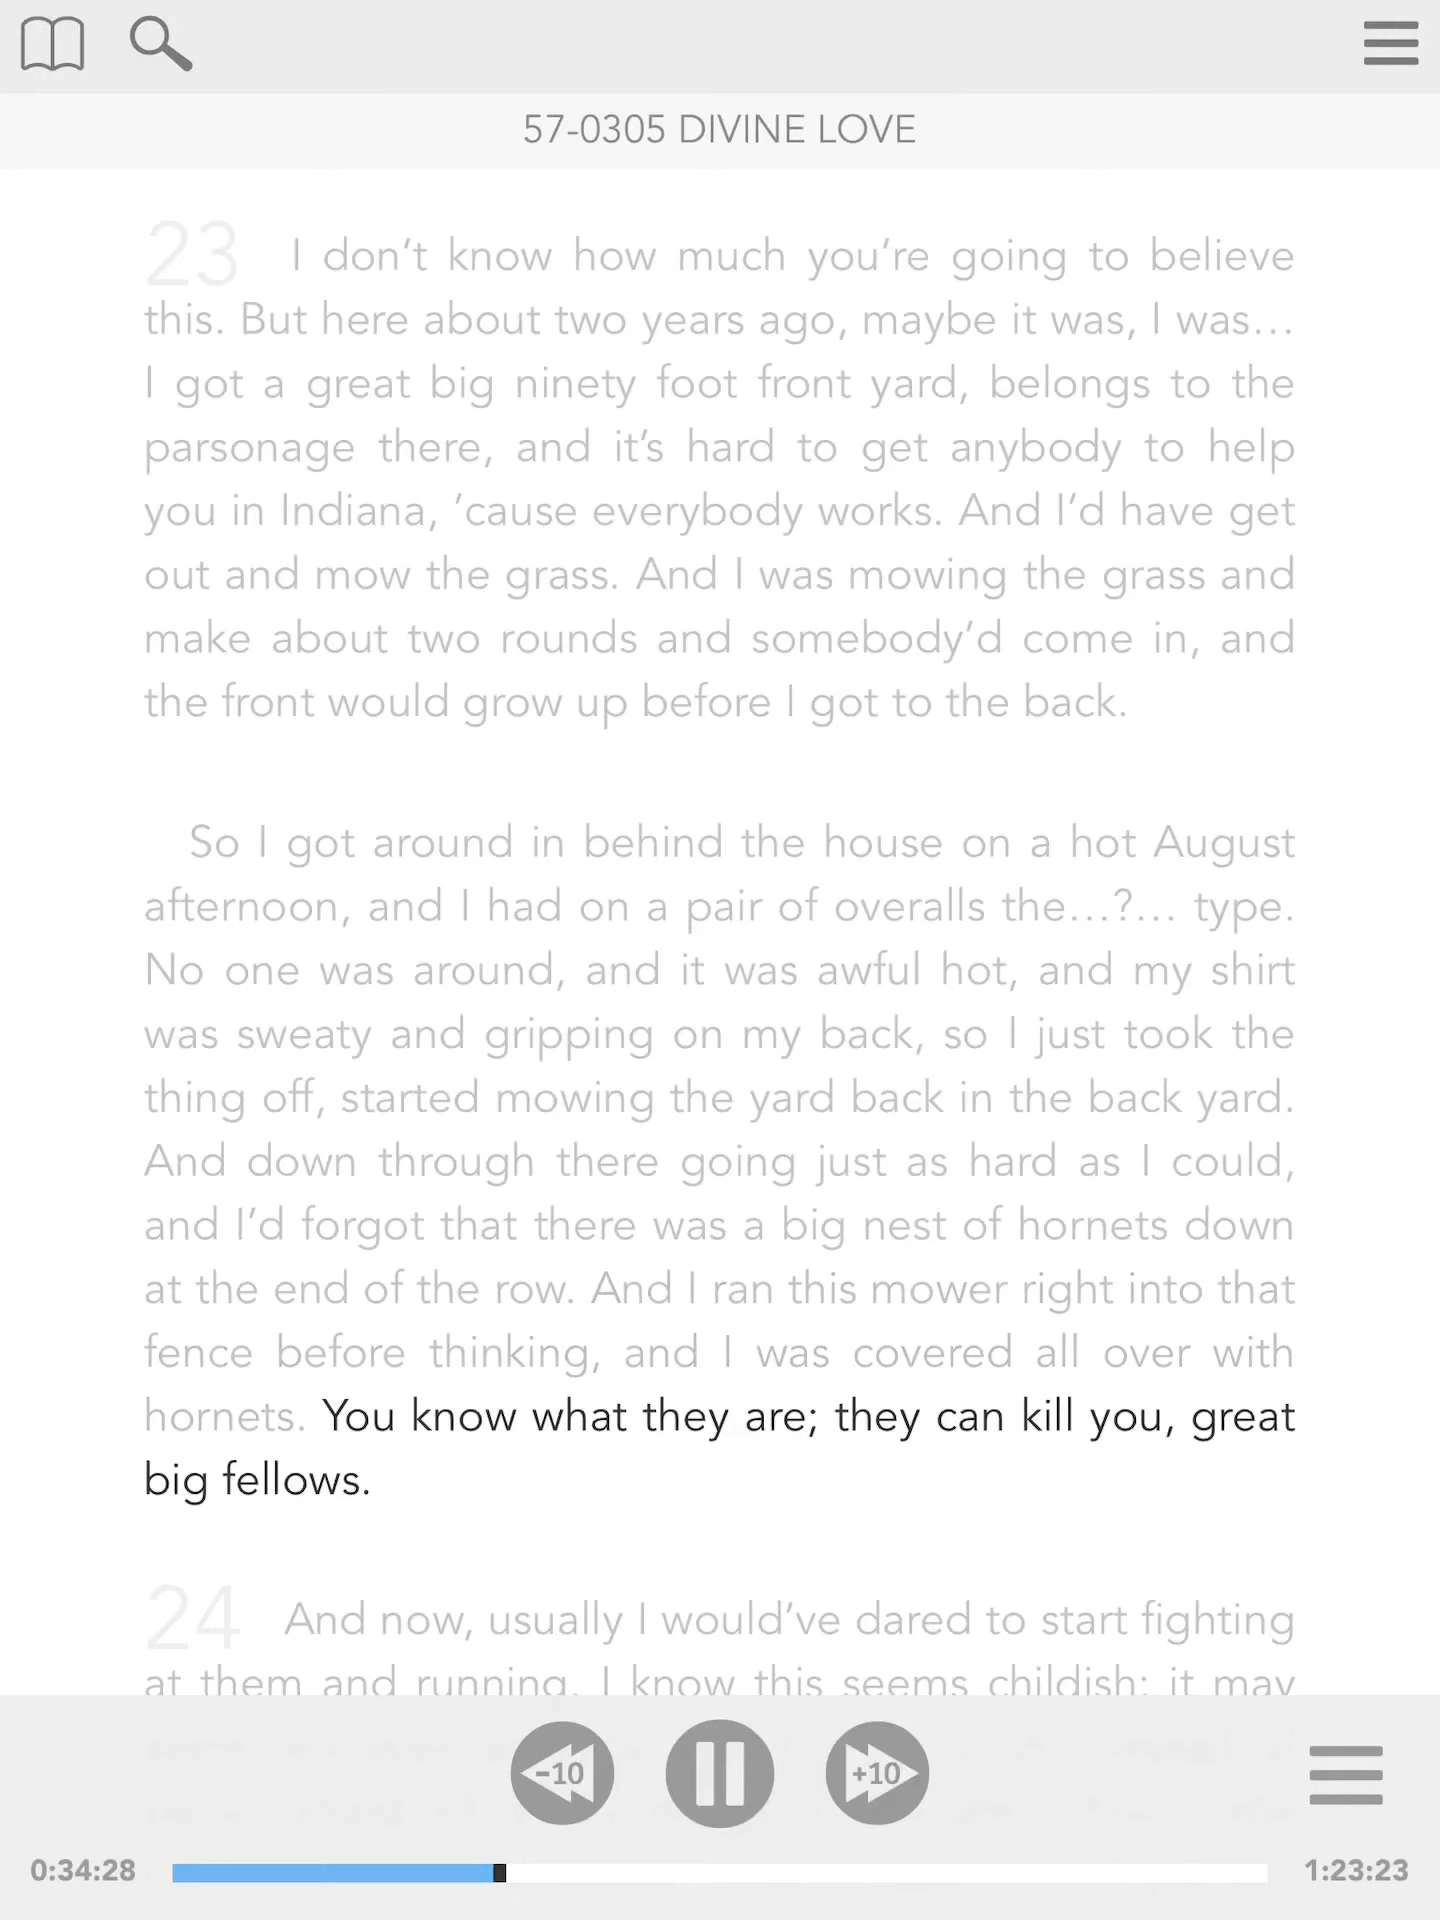 57-0305 DIVINE LOVE
23 I don’t know how much you’re going to believe
this. But here about two years ago, maybe it was, I was…
I got a great big ninety foot front yard, belongs to the
parsonage there, and it’s hard to get anybody to help
you in Indiana, ’cause everybody works. And I’d have get
out and mow the grass. And I was mowing the grass and
make about two rounds and somebody’d come in, and
the front would grow up before I got to the back.
So I got around in behind the house on a hot August
afternoon, and I had on a pair of overalls the…?… type.
No one was around, and it was awful hot, and my shirt
was sweaty and gripping on my back, so I just took the
thing off, started mowing the yard back in the back yard.
And down through there going just as hard as I could,
and I’d forgot that there was a big nest of hornets down
at the end of the row. And I ran this mower right into that
fence before thinking, and I was covered all over with
hornets. You know what they are; they can kill you, great
big fellows.
24 And now, usually I would’ve dared to start fighting
at them and running. I know this seems childish; it may
-10 +10
0:34:28 1:23:23